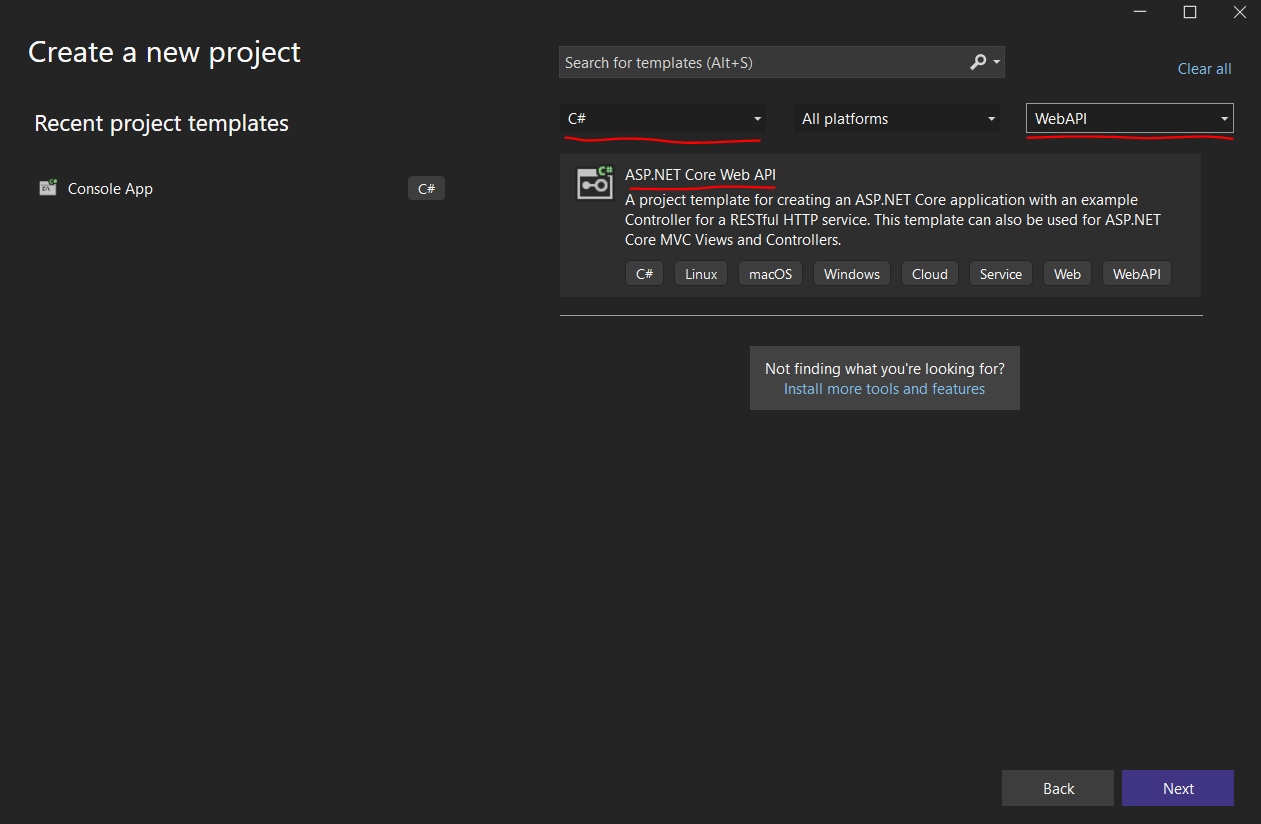 Create a new project
Search for templates (Alt+S)
Clear all
Recent project templates
C#
All platforms
WebAPI
Console App
C#
ASP.NET Core Web API
A project template for creating an ASP.NET Core application with an example
Controller for a RESTful HTTP service. This template can also be used for ASP.NET
Core MVC Views and Controllers.
C# Linux macOS Windows Cloud Service Web WebAPI
Not finding what you're looking for?
Install more tools and features
Back
Next